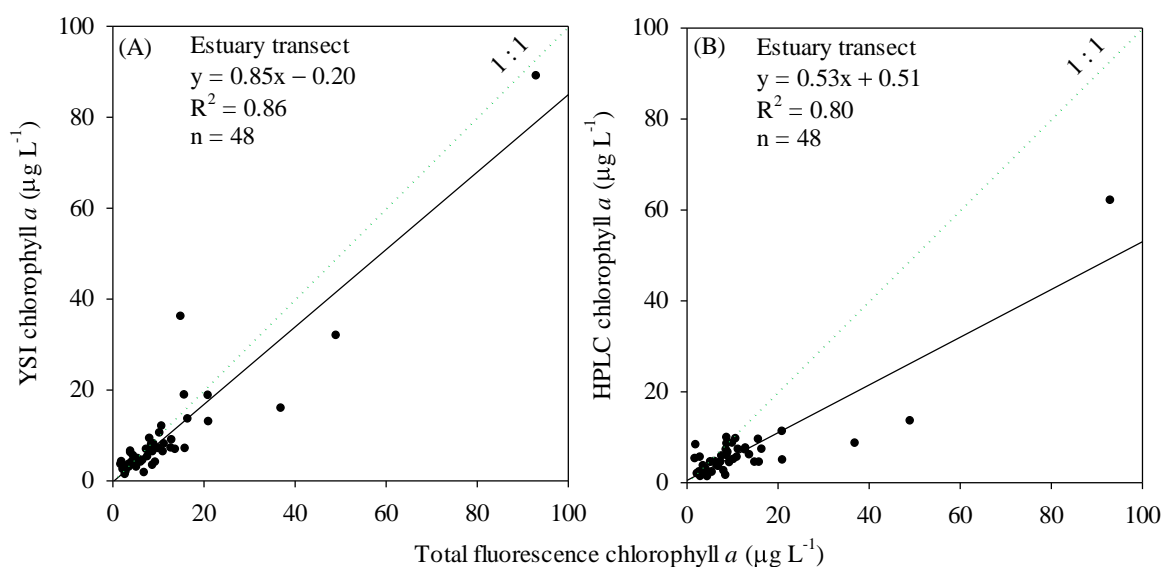 (A) Estuary transect
y = 0.85x − 0.20
R² = 0.86
n = 48
1 : 1
YSI chlorophyll a (µg L⁻¹)
100
80
60
40
20
0
0 20 40 60 80 100
(B) Estuary transect
y = 0.53x + 0.51
R² = 0.80
n = 48
1 : 1
HPLC chlorophyll a (µg L⁻¹)
100
80
60
40
20
0
0 20 40 60 80 100
Total fluorescence chlorophyll a (µg L⁻¹)